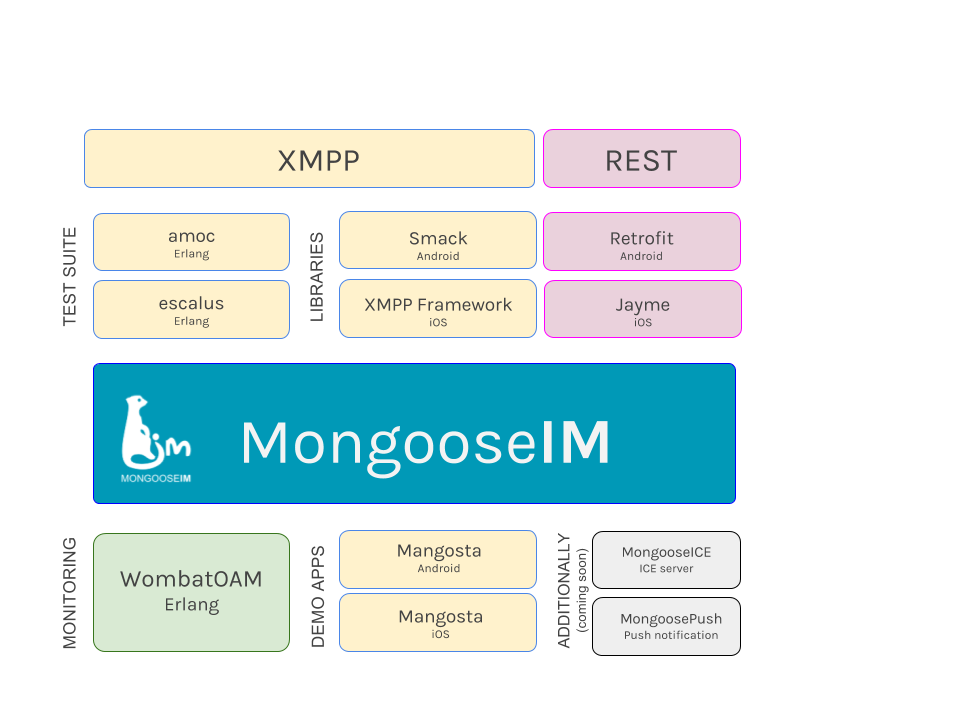 XMPP
REST
TEST SUITE
amoc
Erlang
escalus
Erlang
LIBRARIES
Smack
Android
XMPP Framework
iOS
Retrofit
Android
Jayme
iOS
im
MONGOOSEIM
MongooseIM
MONITORING
WombatOAM
Erlang
DEMO APPS
Mangosta
Android
Mangosta
iOS
ADDITIONALLY
(coming soon)
MongooseICE
ICE server
MongoosePush
Push notification